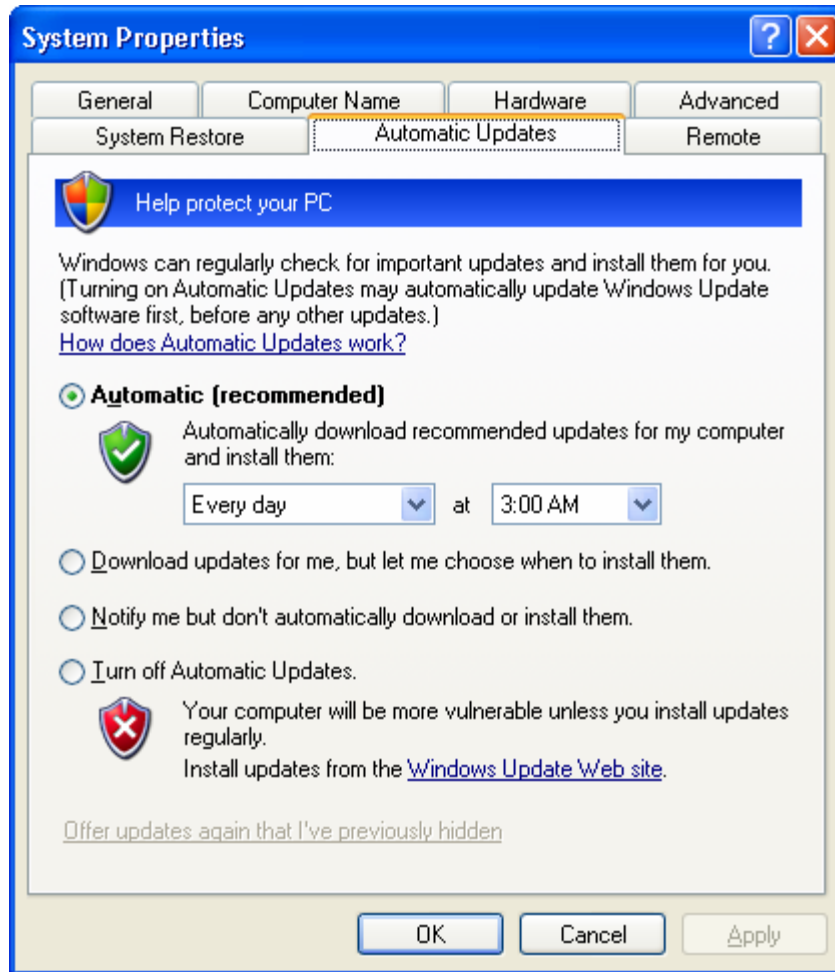 System Properties
General Computer Name Hardware Advanced
System Restore Automatic Updates Remote
Help protect your PC
Windows can regularly check for important updates and install them for you.
(Turning on Automatic Updates may automatically update Windows Update
software first, before any other updates.)
How does Automatic Updates work?
Automatic (recommended)
Automatically download recommended updates for my computer
and install them:
Every day at 3:00 AM
Download updates for me, but let me choose when to install them.
Notify me but don't automatically download or install them.
Turn off Automatic Updates.
Your computer will be more vulnerable unless you install updates
regularly.
Install updates from the Windows Update Web site.
Offer updates again that I've previously hidden
OK Cancel Apply